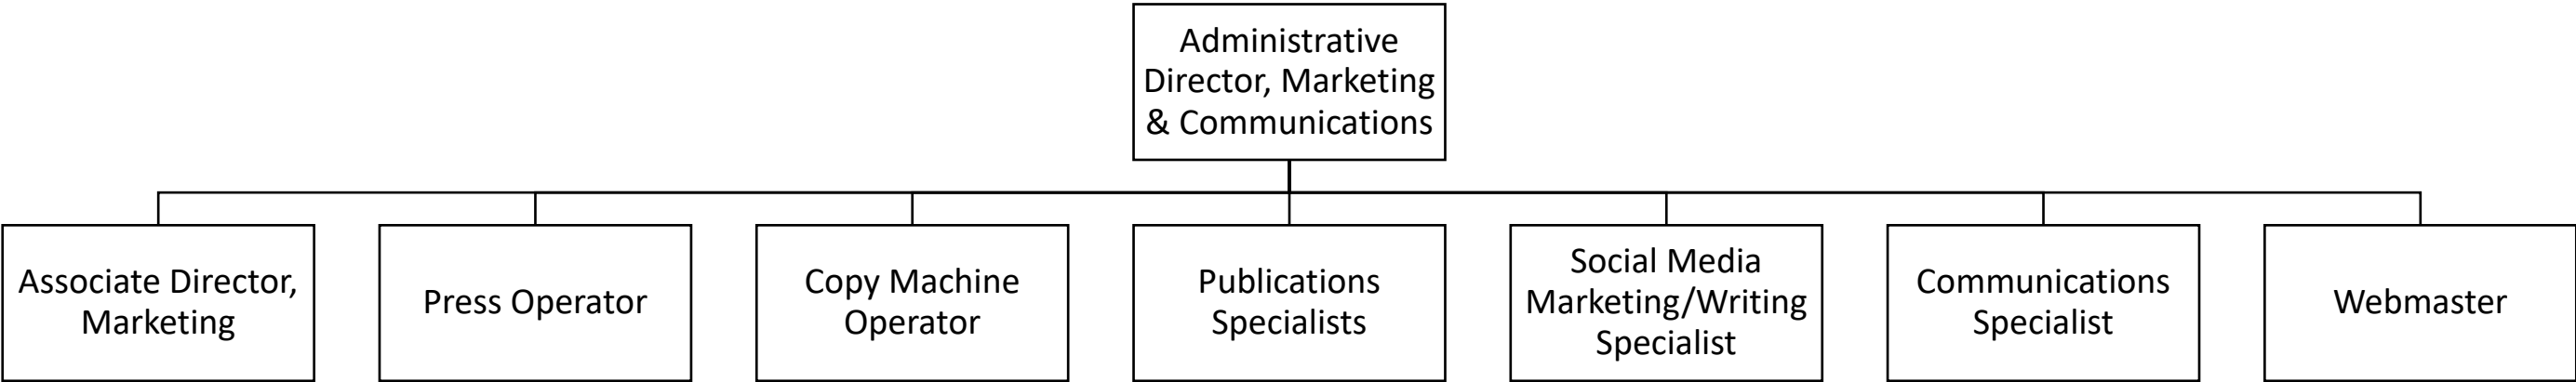 Administrative
Director, Marketing
& Communications
Associate Director,
Marketing
Press Operator
Copy Machine
Operator
Publications
Specialists
Social Media
Marketing/Writing
Specialist
Communications
Specialist
Webmaster